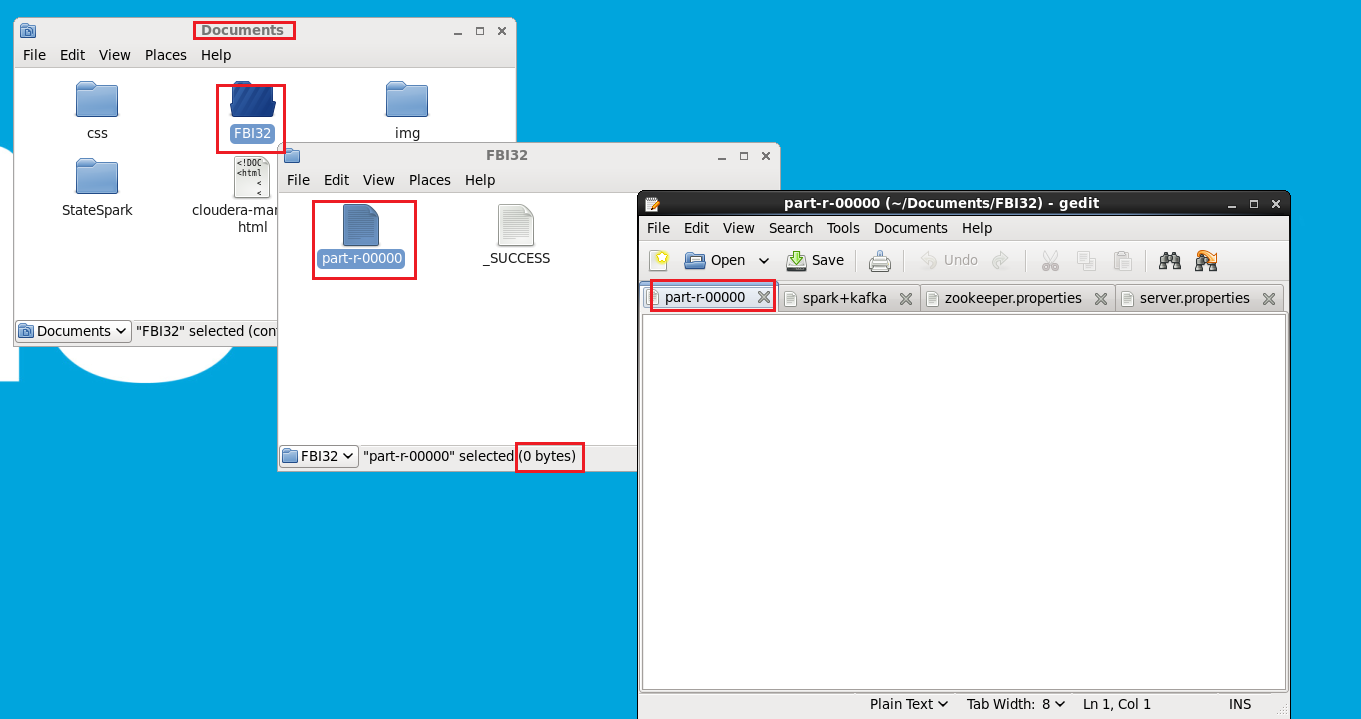 Documents
File Edit View Places Help
css FBI32 img
<!DOC
<html
<
<
StateSpark
html
Documents "FBI32" selected
FBI32
File Edit View Places Help
part-r-00000 _SUCCESS
FBI32 "part-r-00000" selected (0 bytes)
part-r-00000 (~/Documents/FBI32) - gedit
File Edit View Search Tools Documents Help
Open Save Undo
part-r-00000 spark+kafka zookeeper.properties server.properties
Plain Text Tab Width: 8 Ln 1, Col 1 INS